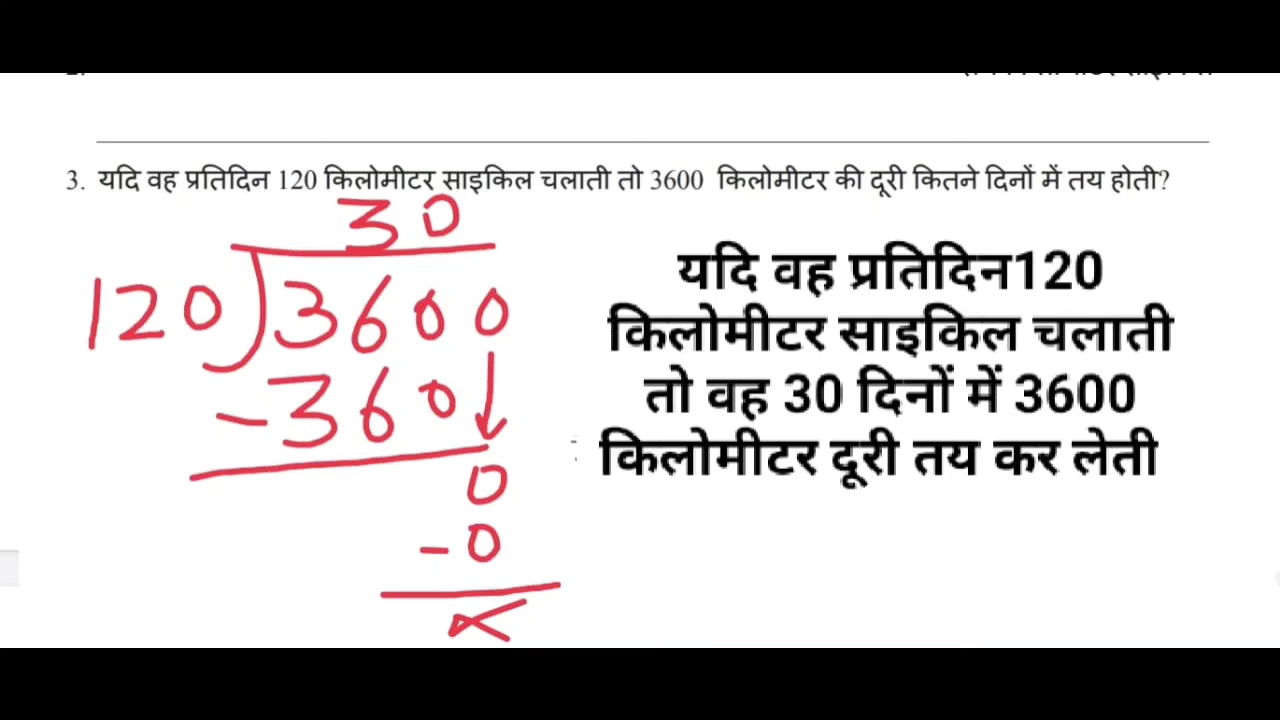 3. यदि वह प्रतिदिन 120 किलोमीटर साइकिल चलाती तो 3600 किलोमीटर की दूरी कितने दिनों में तय होती?
30
120)3600
-360
0
-0
यदि वह प्रतिदिन120
किलोमीटर साइकिल चलाती
तो वह 30 दिनों में 3600
किलोमीटर दूरी तय कर लेती